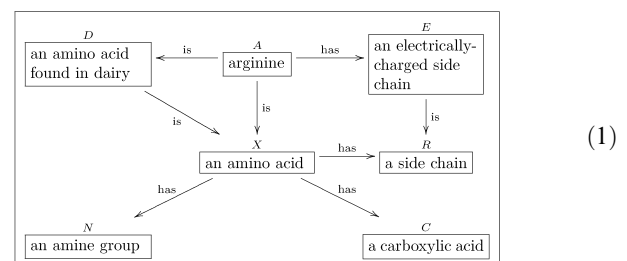 D
A
E
an amino acid
found in dairy
is
arginine
has
an electrically-
charged side
chain
is
is
is
X
R
an amino acid
has
a side chain
(1)
has
has
N
C
an amine group
a carboxylic acid